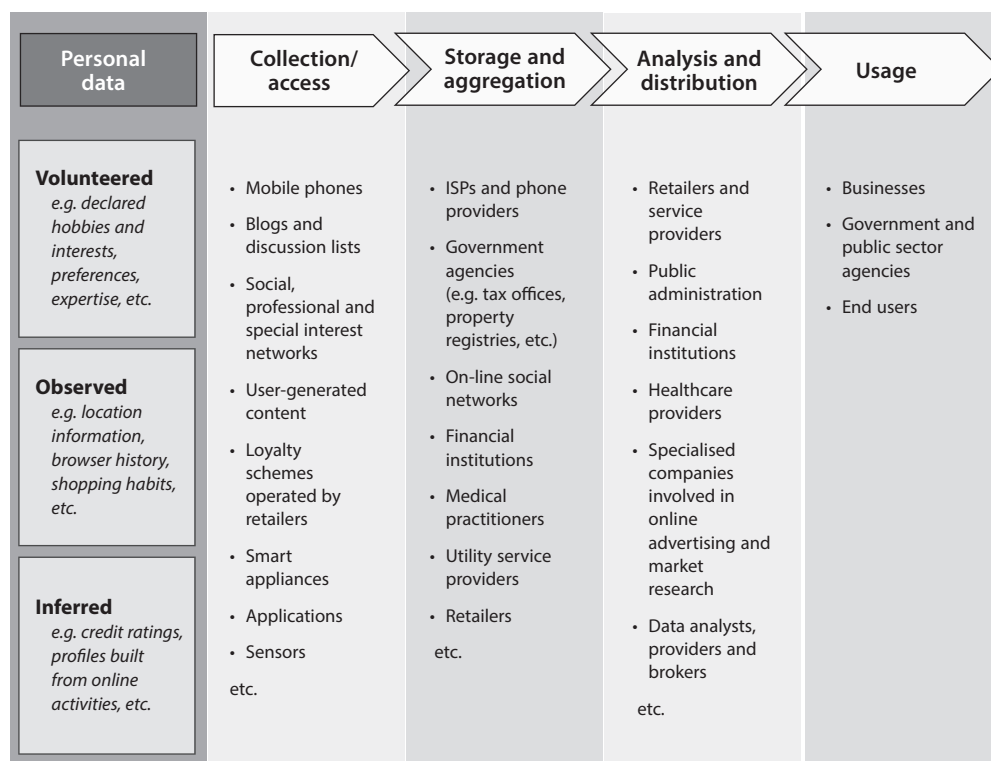 Personal
data
Collection/
access
Storage and
aggregation
Analysis and
distribution
Usage
Volunteered
e.g. declared
hobbies and
interests,
preferences,
expertise, etc.
Observed
e.g. location
information,
browser history,
shopping habits,
etc.
Inferred
e.g. credit ratings,
profiles built
from online
activities, etc.
• Mobile phones
• Blogs and
discussion lists
• Social,
professional and
special interest
networks
• User-generated
content
• Loyalty
schemes
operated by
retailers
• Smart
appliances
• Applications
• Sensors
etc.
• ISPs and phone
providers
• Government
agencies
(e.g. tax offices,
property
registries, etc.)
• On-line social
networks
• Financial
institutions
• Medical
practitioners
• Utility service
providers
• Retailers
etc.
• Retailers and
service
providers
• Public
administration
• Financial
institutions
• Healthcare
providers
• Specialised
companies
involved in
online
advertising and
market
research
• Data analysts,
providers and
brokers
etc.
• Businesses
• Government and
public sector
agencies
• End users